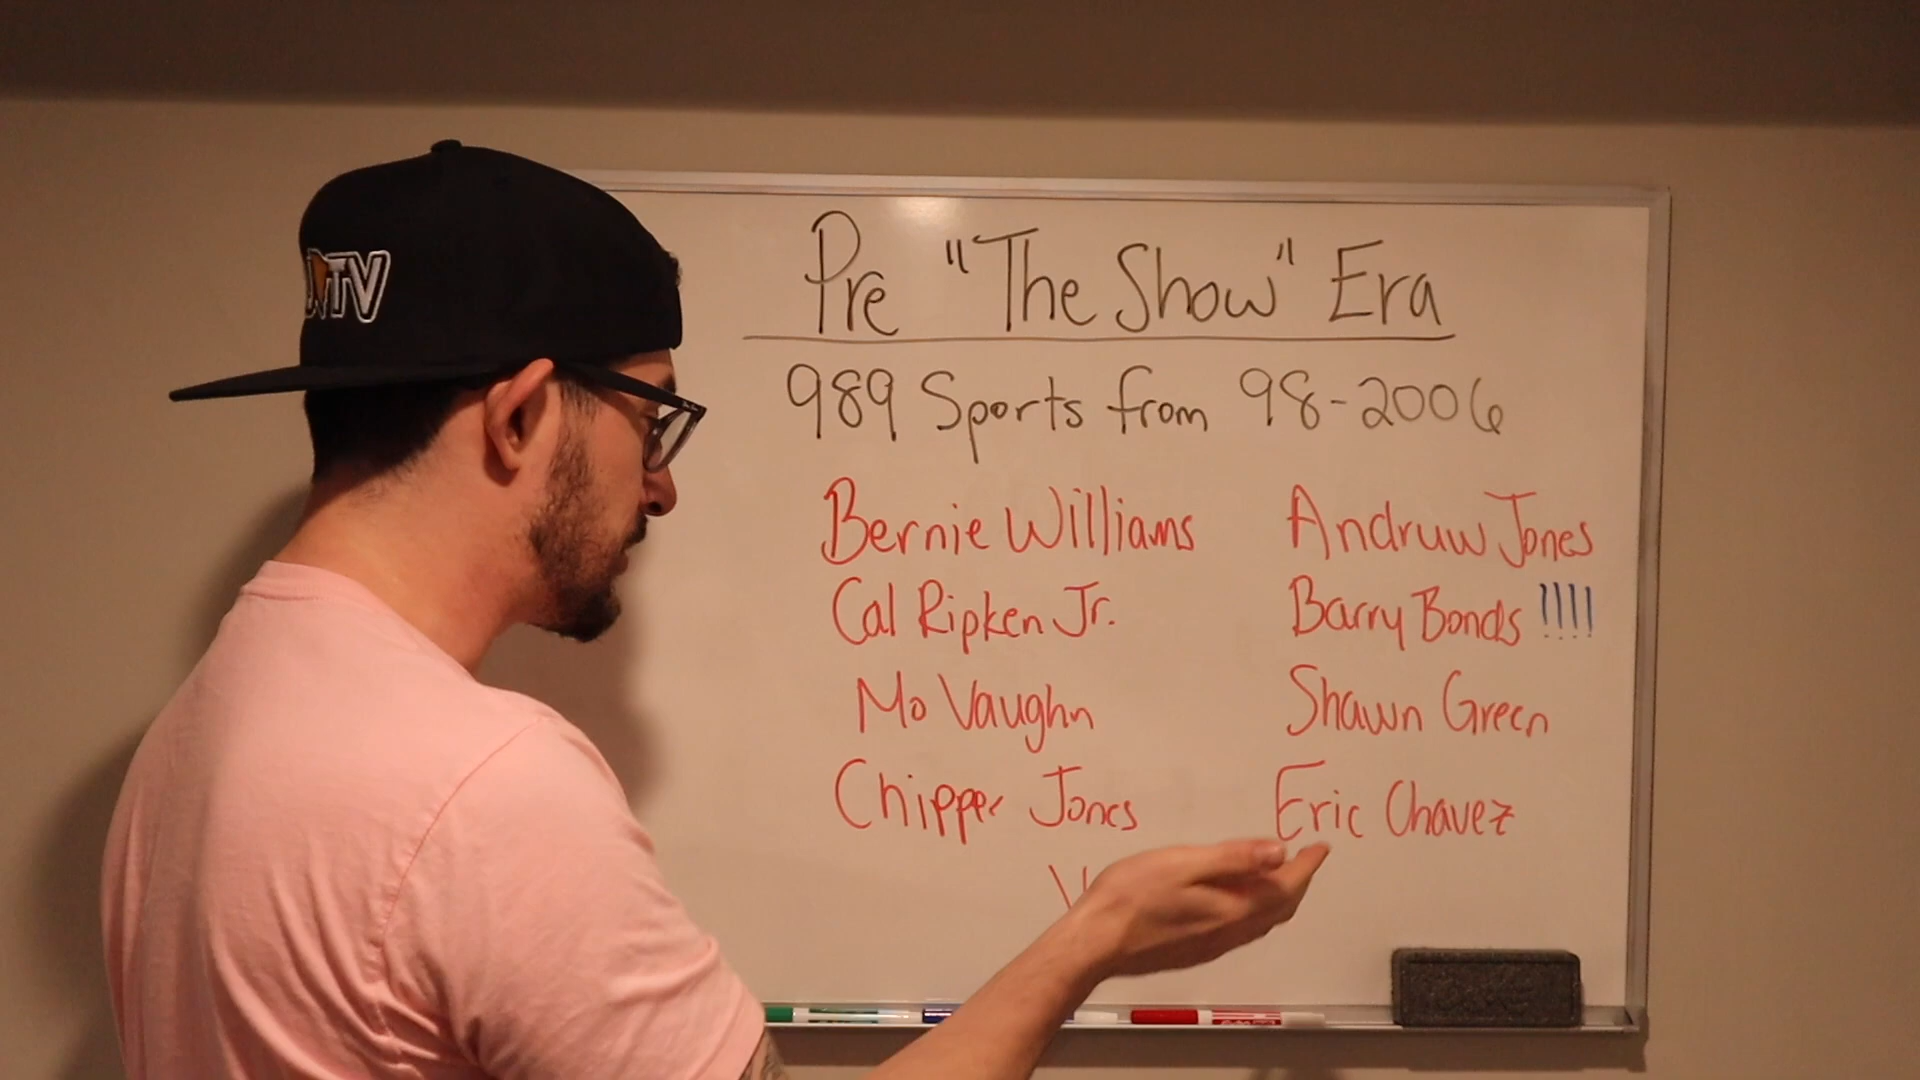 Pre "The Show" Era
989 Sports from 98-2006
Bernie Williams
Cal Ripken Jr.
Mo Vaughn
Chipper Jones
Andruw Jones
Barry Bonds !!!!
Shawn Green
Eric Chavez